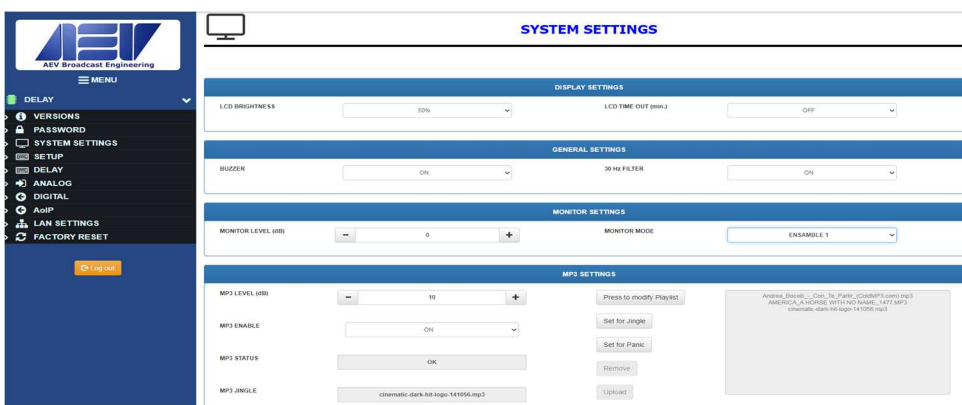 AEV
AEV Broadcast Engineering
MENU
DELAY
VERSIONS
PASSWORD
SYSTEM SETTINGS
SETUP
DELAY
ANALOG
DIGITAL
AoIP
LAN SETTINGS
FACTORY RESET
Log out
SYSTEM SETTINGS
DISPLAY SETTINGS
LCD BRIGHTNESS 50% LCD TIME OUT (min.) OFF
GENERAL SETTINGS
BUZZER ON 30 Hz FILTER ON
MONITOR SETTINGS
MONITOR LEVEL (dB) - 0 + MONITOR MODE ENSAMBLE 1
MP3 SETTINGS
MP3 LEVEL (dB) - 10 + Press to modify Playlist
Andrea_Bocelli_-_Con_Te_Partir_(ColdMP3.com).mp3
AMERICA_A HORSE WITH NO NAME_1477.MP3
cinematic-dark-hit-logo-141056.mp3
MP3 ENABLE ON Set for Jingle
Set for Panic
MP3 STATUS OK Remove
MP3 JINGLE cinematic-dark-hit-logo-141056.mp3 Upload